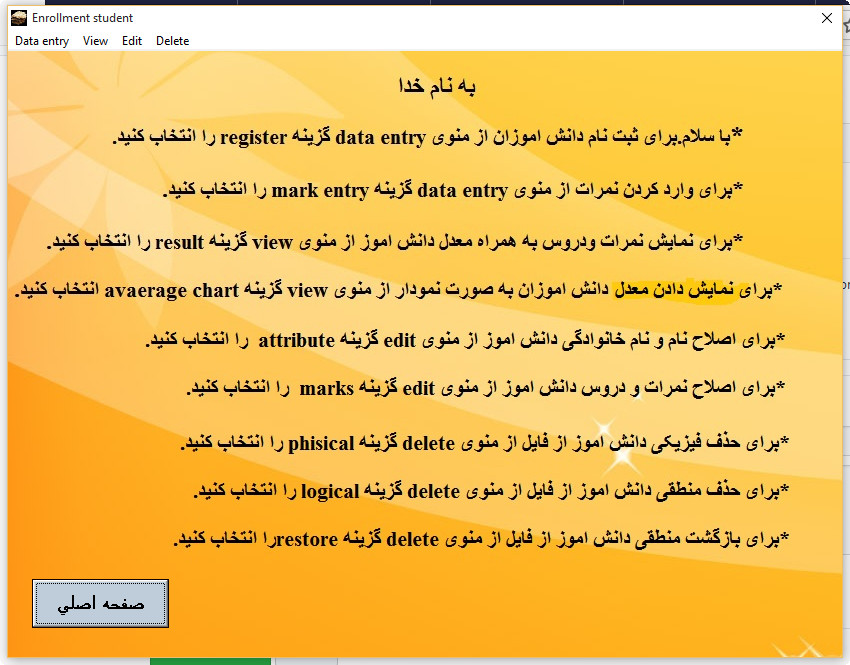 Enrollment student
Data entry View Edit Delete
به نام خدا
*با سلام.برای ثبت نام دانش اموزان از منوی data entry گزینه register را انتخاب کنید.
*برای وارد کردن نمرات از منوی data entry گزینه mark entry را انتخاب کنید.
*برای نمایش نمرات ودروس به همراه معدل دانش اموز از منوی view گزینه result را انتخاب کنید.
*برای نمایش دادن معدل دانش اموزان به صورت نمودار از منوی view گزینه avaerage chart انتخاب کنید.
*برای اصلاح نام و نام خانوادگی دانش اموز از منوی edit گزینه attribute را انتخاب کنید.
*برای اصلاح نمرات و دروس دانش اموز از منوی edit گزینه marks را انتخاب کنید.
*برای حذف فیزیکی دانش اموز از فایل از منوی delete گزینه phisical را انتخاب کنید.
*برای حذف منطقی دانش اموز از فایل از منوی delete گزینه logical را انتخاب کنید.
*برای بازگشت منطقی دانش اموز از فایل از منوی delete گزینه restoreرا انتخاب کنید.
صفحه اصلي